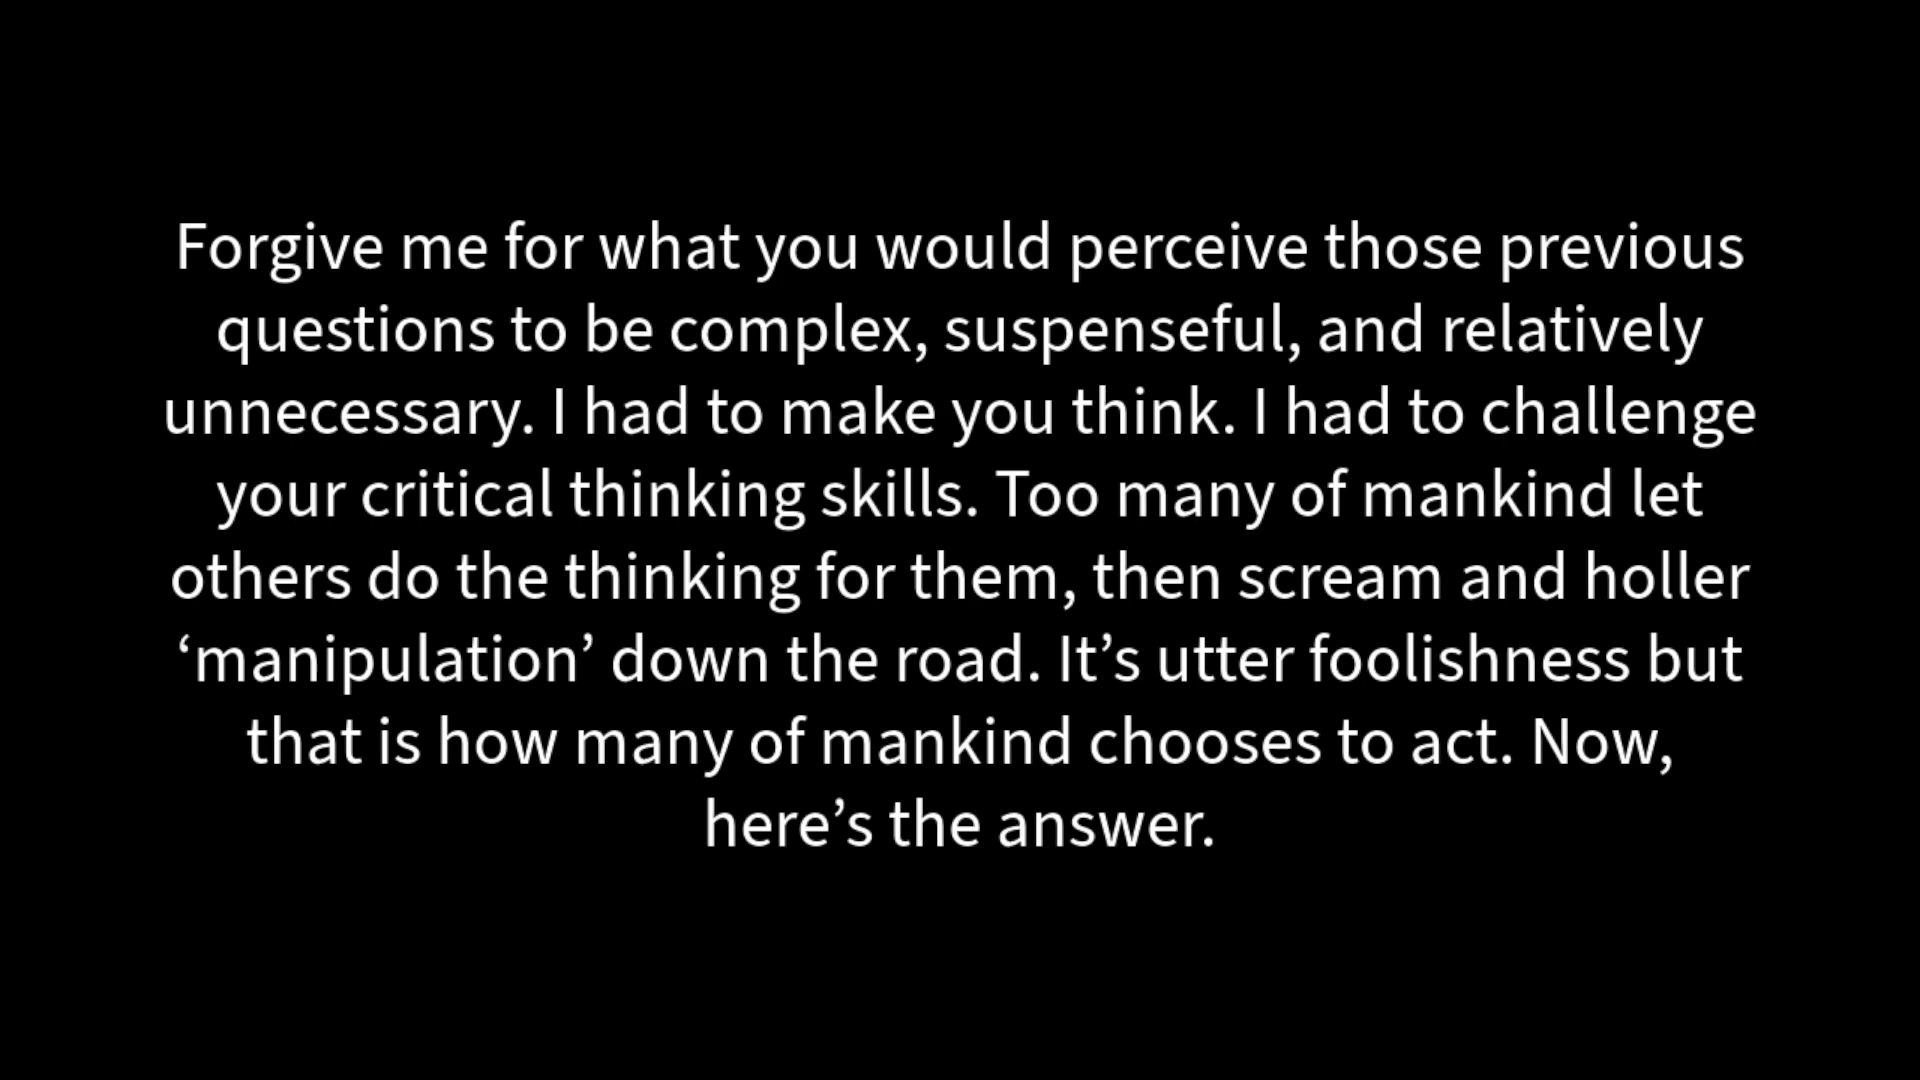 Forgive me for what you would perceive those previous
questions to be complex, suspenseful, and relatively
unnecessary. I had to make you think. I had to challenge
your critical thinking skills. Too many of mankind let
others do the thinking for them, then scream and holler
‘manipulation’ down the road. It’s utter foolishness but
that is how many of mankind chooses to act. Now,
here’s the answer.